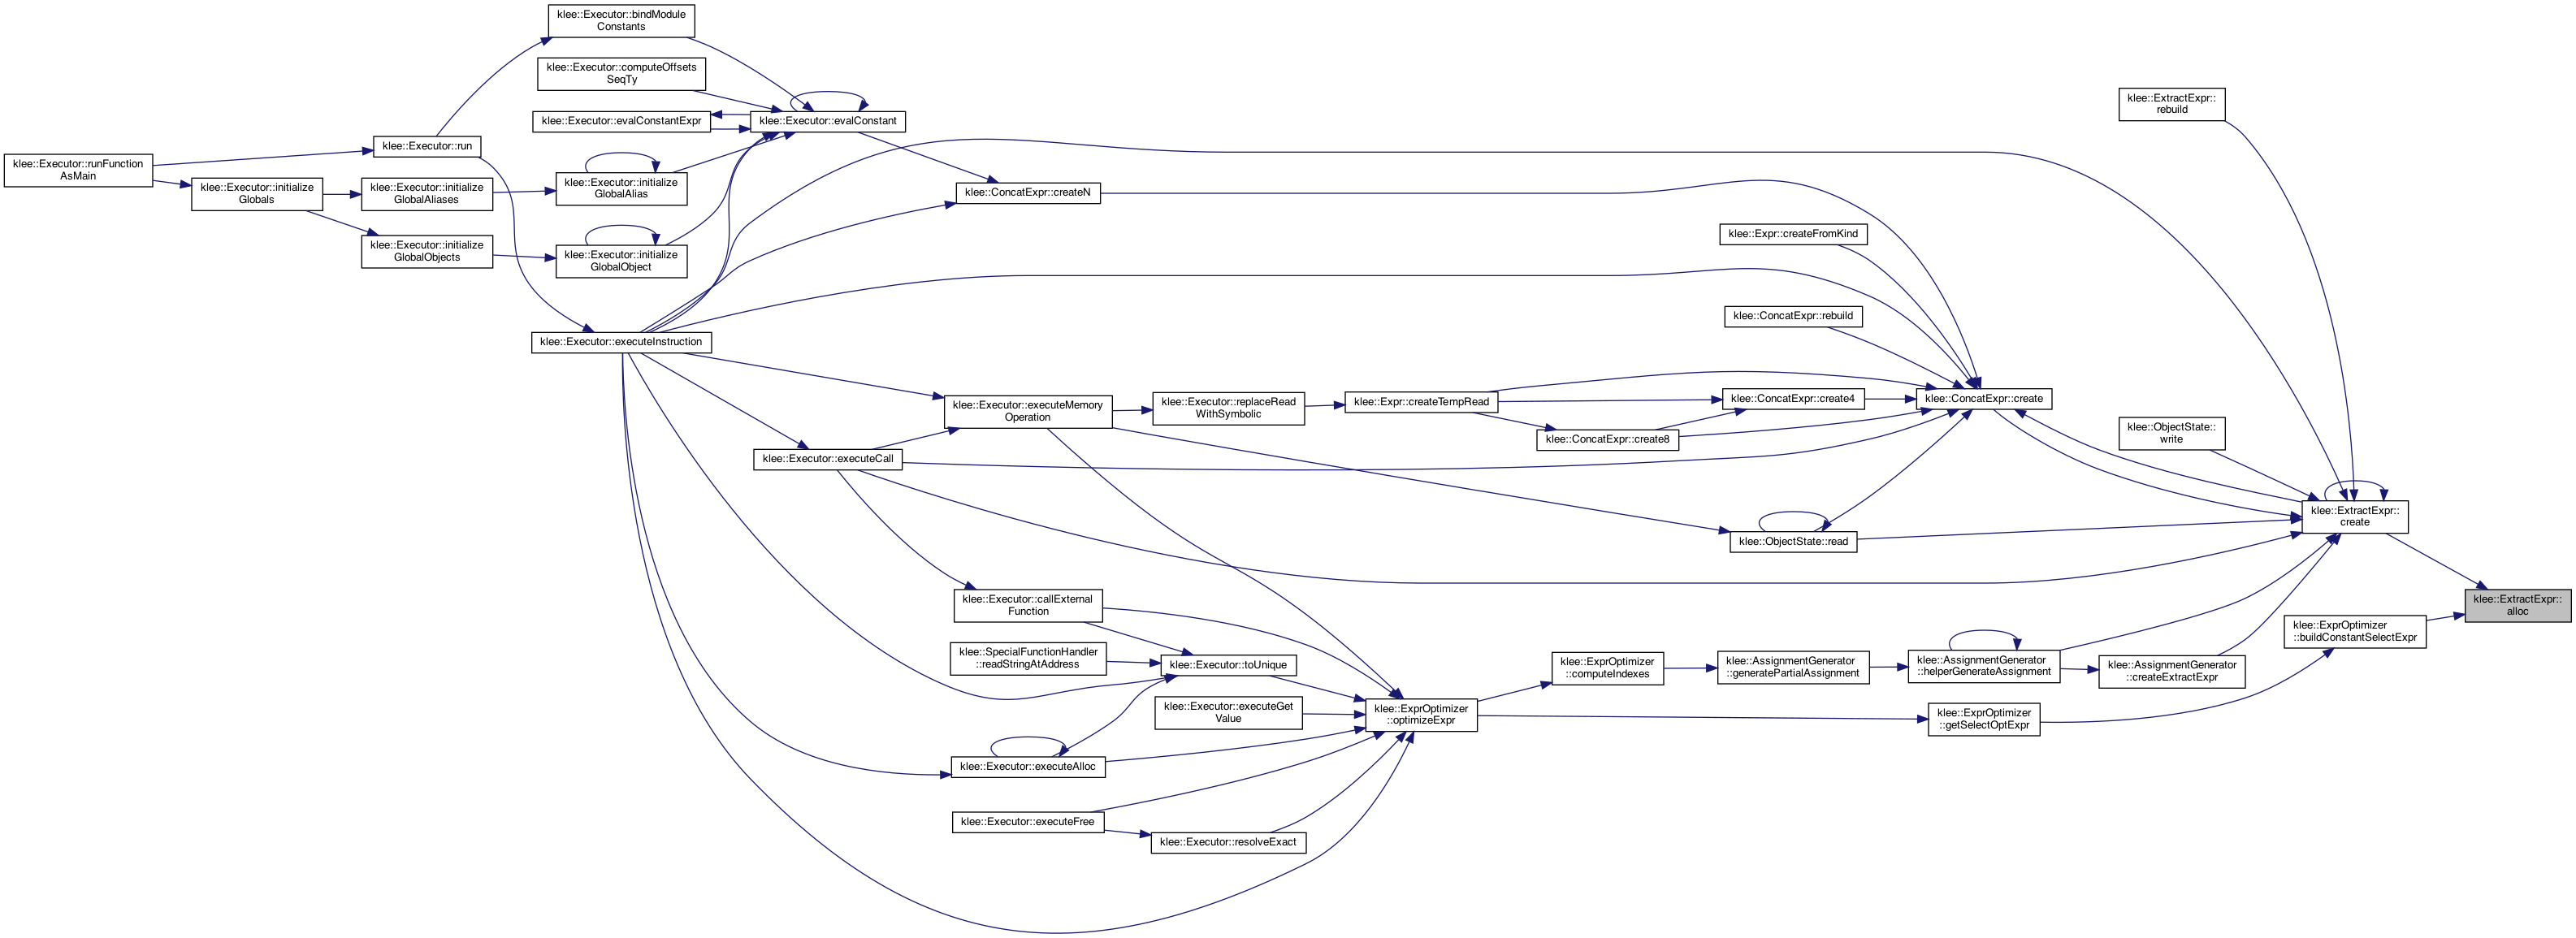 klee::Executor::bindModule
Constants
klee::Executor::computeOffsets
SeqTy
klee::Executor::evalConstantExpr
klee::Executor::evalConstant
klee::ExtractExpr::
rebuild
klee::Executor::run
klee::Executor::runFunction
AsMain
klee::Executor::initialize
Globals
klee::Executor::initialize
GlobalAliases
klee::Executor::initialize
GlobalAlias
klee::ConcatExpr::createN
klee::Executor::initialize
GlobalObjects
klee::Executor::initialize
GlobalObject
klee::Expr::createFromKind
klee::ConcatExpr::rebuild
klee::Executor::executeInstruction
klee::Executor::executeMemory
Operation
klee::Executor::replaceRead
WithSymbolic
klee::Expr::createTempRead
klee::ConcatExpr::create4
klee::ConcatExpr::create
klee::ConcatExpr::create8
klee::ObjectState::
write
klee::Executor::executeCall
klee::ExtractExpr::
create
klee::ObjectState::read
klee::Executor::callExternal
Function
klee::ExtractExpr::
alloc
klee::ExprOptimizer
::buildConstantSelectExpr
klee::SpecialFunctionHandler
::readStringAtAddress
klee::Executor::toUnique
klee::ExprOptimizer
::computeIndexes
klee::AssignmentGenerator
::generatePartialAssignment
klee::AssignmentGenerator
::helperGenerateAssignment
klee::AssignmentGenerator
::createExtractExpr
klee::Executor::executeGet
Value
klee::ExprOptimizer
::optimizeExpr
klee::ExprOptimizer
::getSelectOptExpr
klee::Executor::executeAlloc
klee::Executor::executeFree
klee::Executor::resolveExact